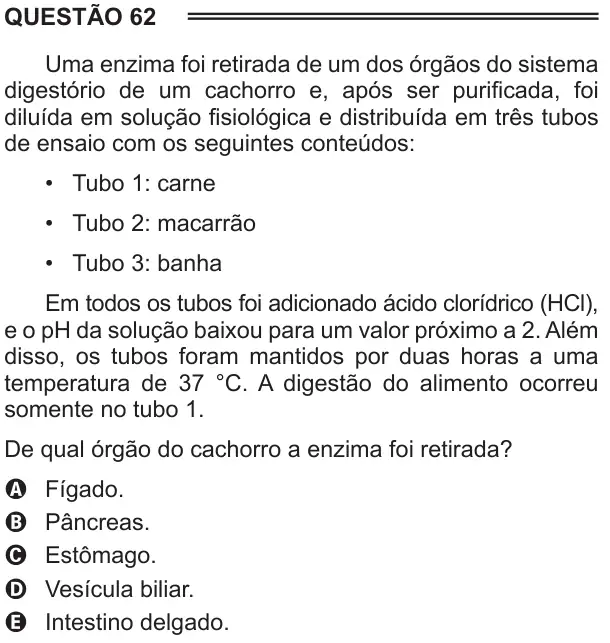 QUESTÃO 62
Uma enzima foi retirada de um dos órgãos do sistema
digestório de um cachorro e, após ser purificada, foi
diluída em solução fisiológica e distribuída em três tubos
de ensaio com os seguintes conteúdos:
• Tubo 1: carne
• Tubo 2: macarrão
• Tubo 3: banha
Em todos os tubos foi adicionado ácido clorídrico (HCl),
e o pH da solução baixou para um valor próximo a 2. Além
disso, os tubos foram mantidos por duas horas a uma
temperatura de 37 °C. A digestão do alimento ocorreu
somente no tubo 1.
De qual órgão do cachorro a enzima foi retirada?
A Fígado.
B Pâncreas.
C Estômago.
D Vesícula biliar.
E Intestino delgado.